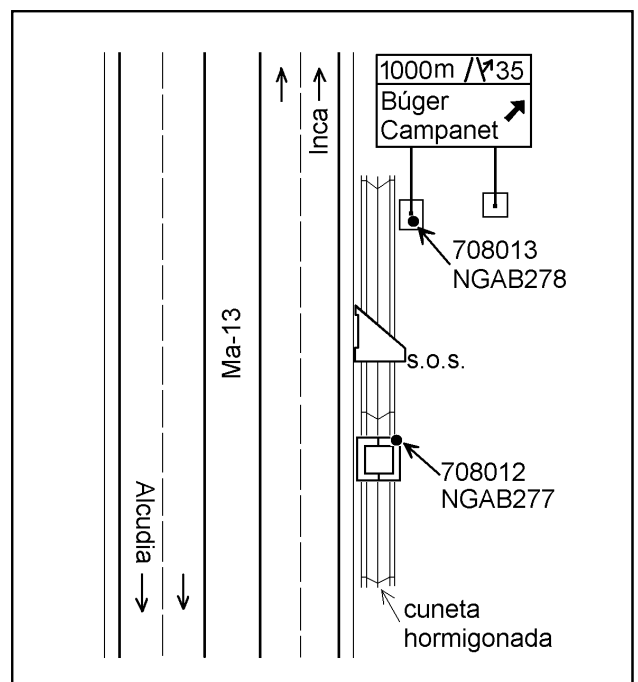 1000m 35
Búger
Campanet
Inca
708013
NGAB278
Ma-13
s.o.s.
708012
NGAB277
Alcudia
cuneta
hormigonada